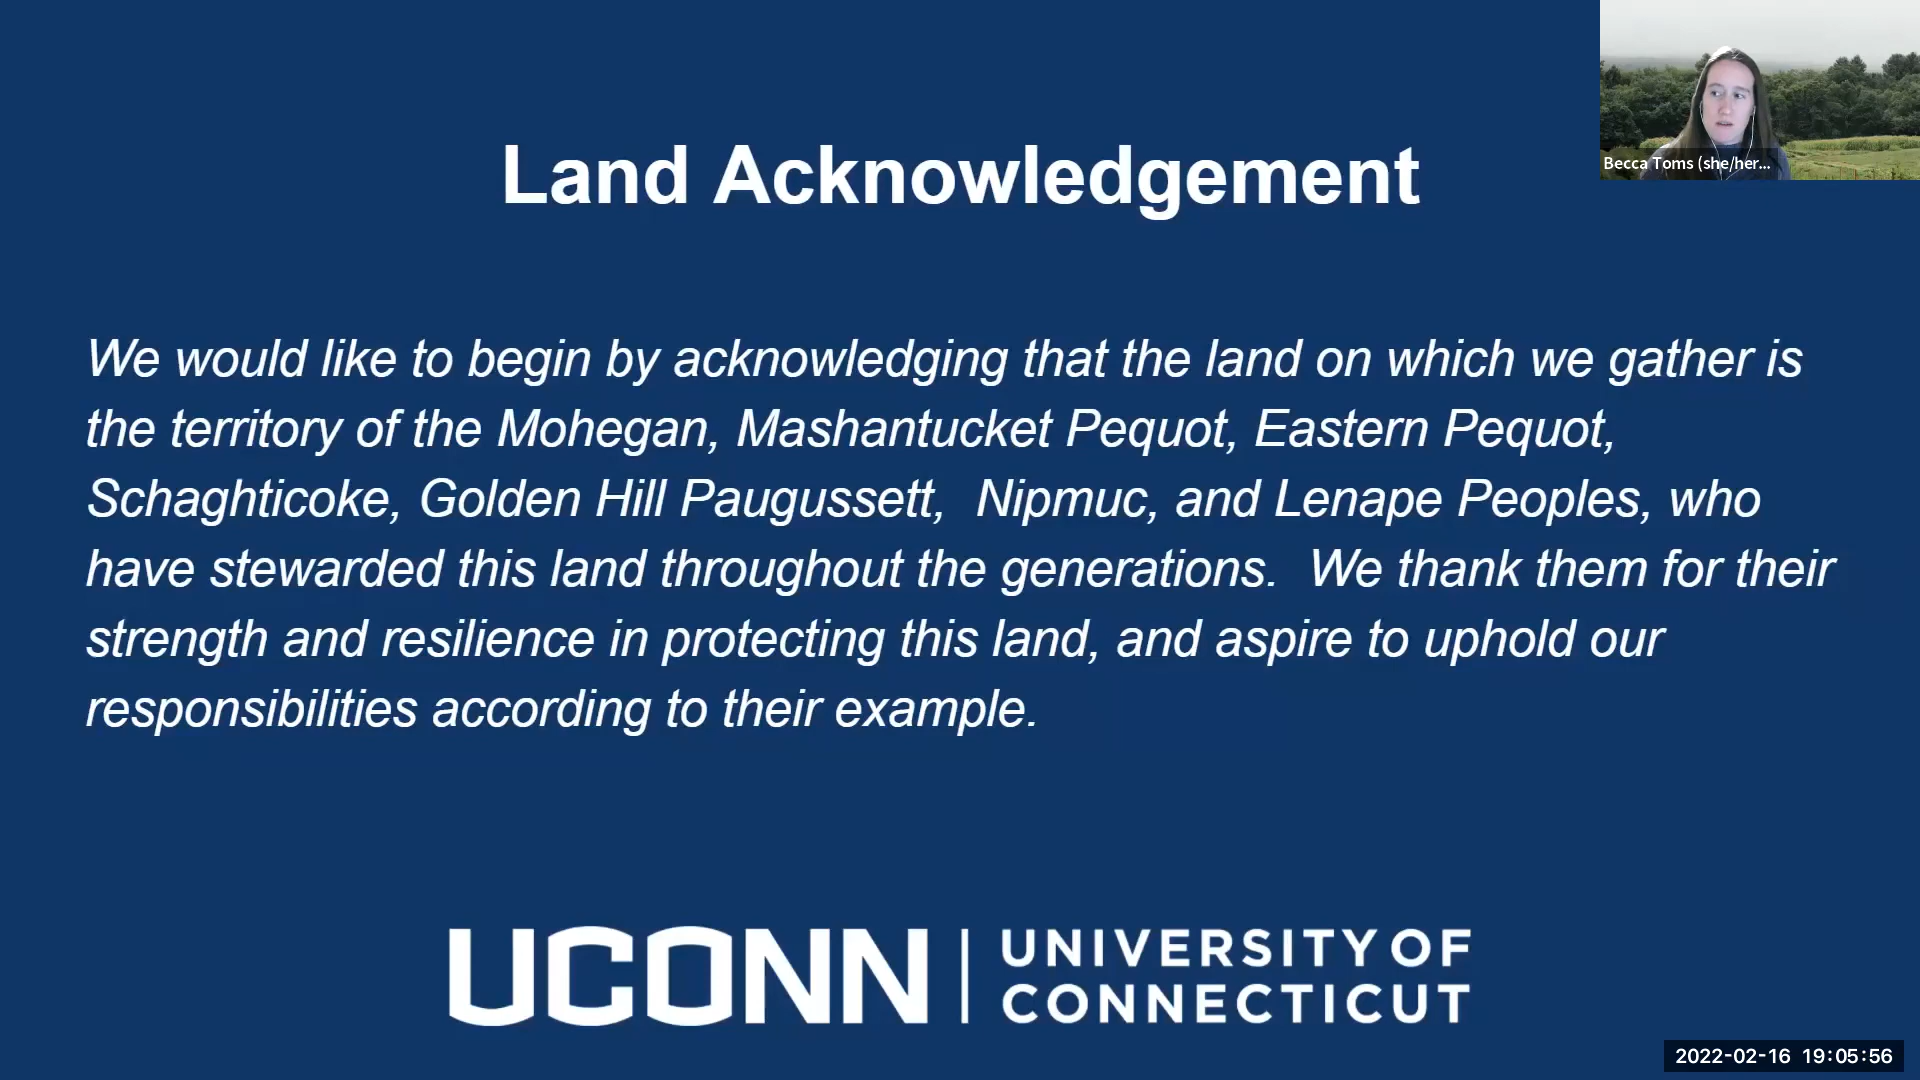 Becca Toms (she/her...
Land Acknowledgement
We would like to begin by acknowledging that the land on which we gather is
the territory of the Mohegan, Mashantucket Pequot, Eastern Pequot,
Schaghticoke, Golden Hill Paugussett,  Nipmuc, and Lenape Peoples, who
have stewarded this land throughout the generations.  We thank them for their
strength and resilience in protecting this land, and aspire to uphold our
responsibilities according to their example.
UCONN
UNIVERSITY OF
CONNECTICUT
2022-02-16 19:05:56